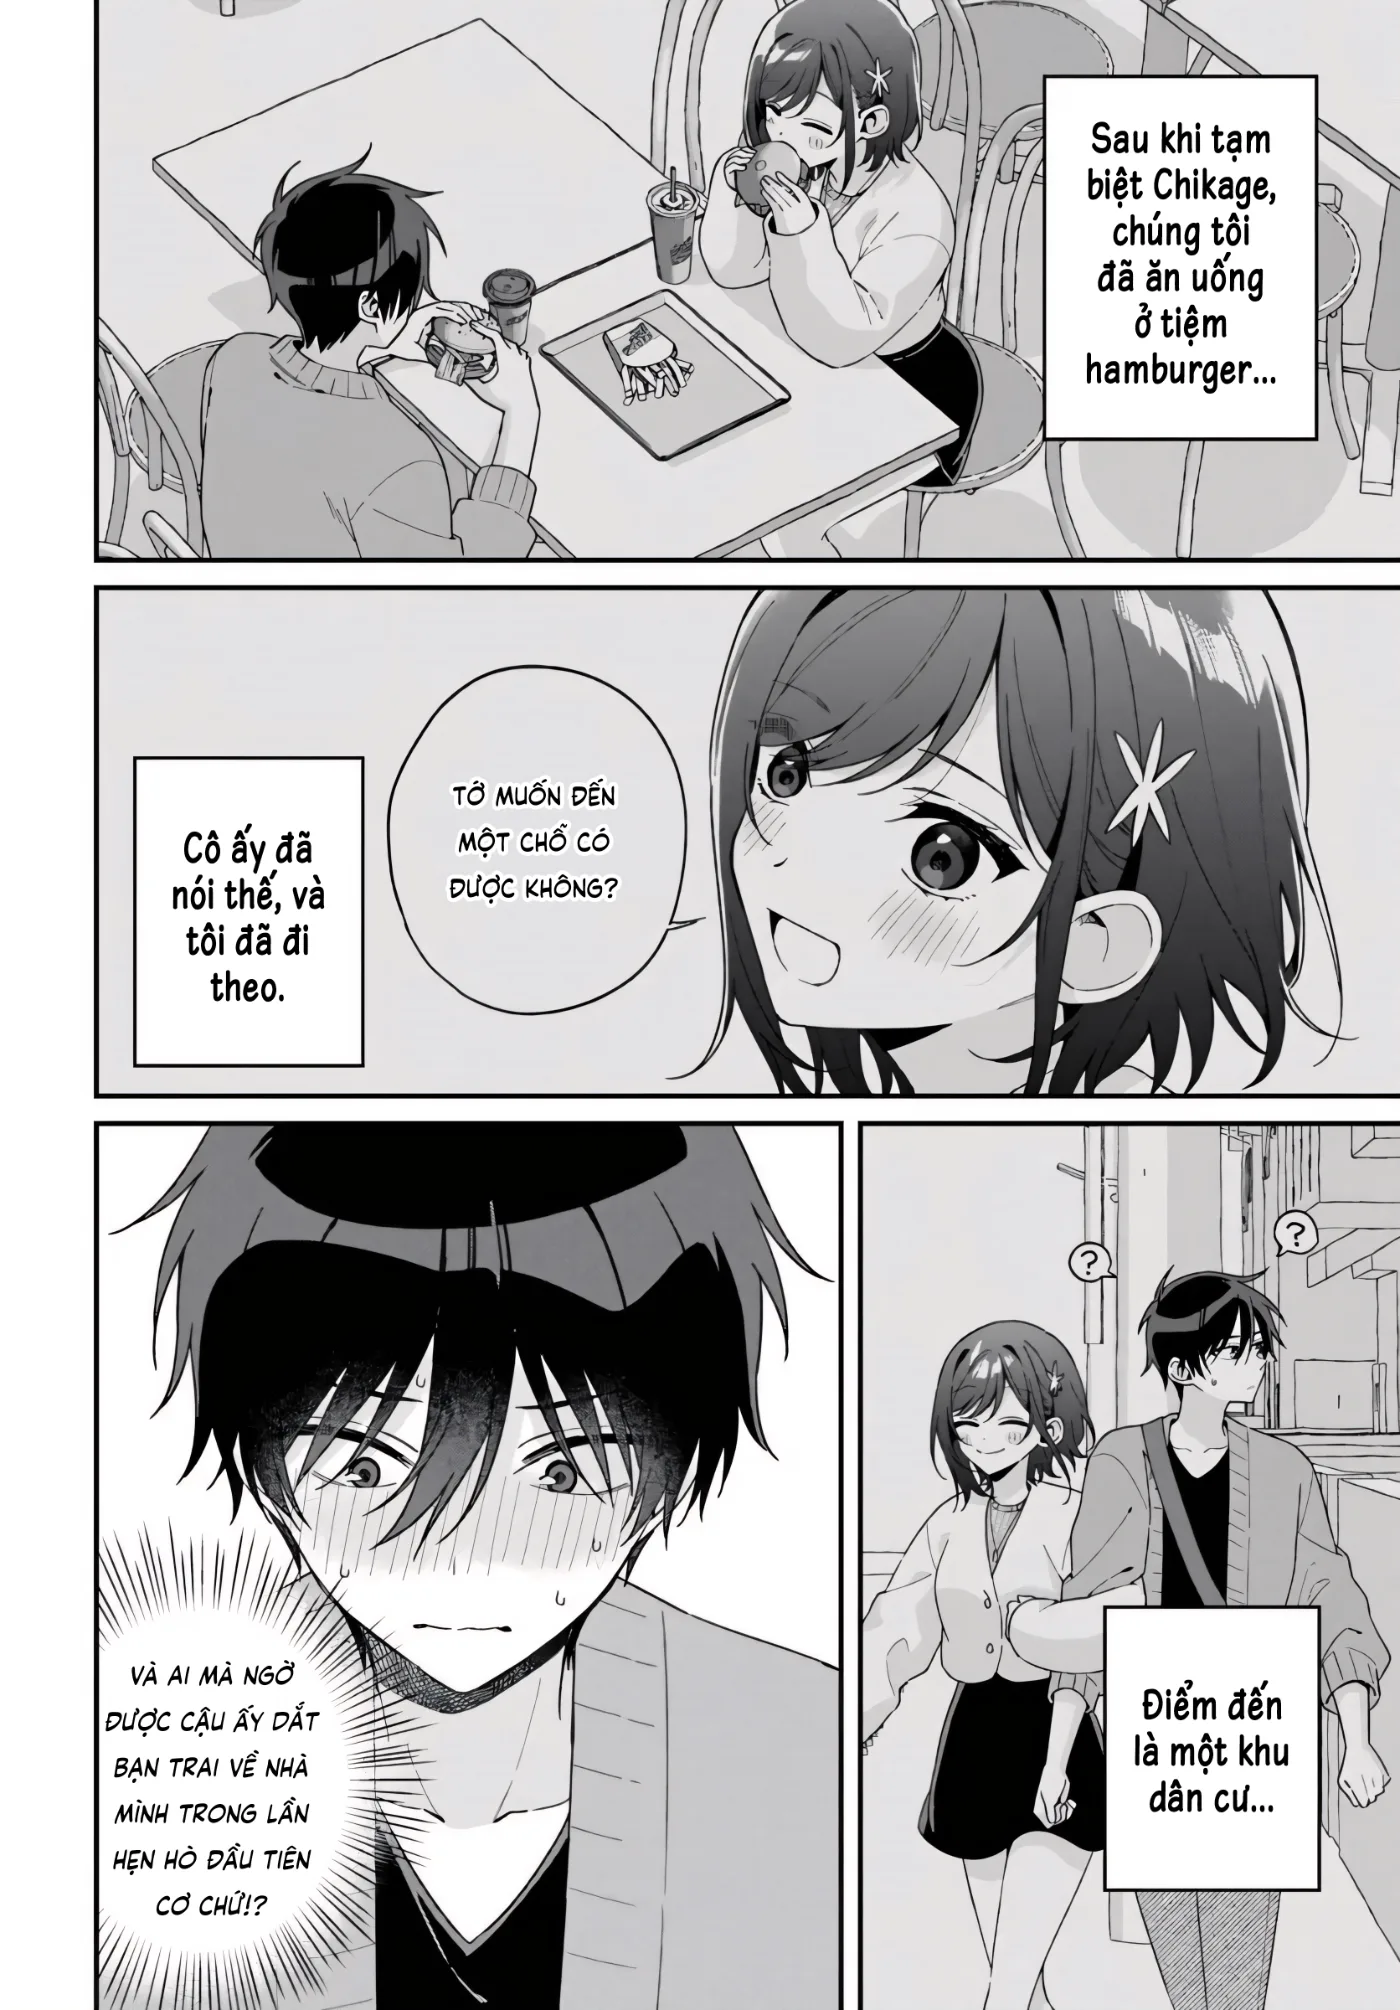 Sau khi tạm
biệt Chikage,
chúng tôi
đã ăn uống
ở tiệm
hamburger...
TỚ MUỐN ĐẾN
MỘT CHỖ CÓ
ĐƯỢC KHÔNG?
Cô ấy đã
nói thế, và
tôi đã đi
theo.
?
?
Điểm đến
là một khu
dân cư...
VÀ AI MÀ NGỜ
ĐƯỢC CẬU ẤY DẮT
BẠN TRAI VỀ NHÀ
MÌNH TRONG LẦN
HẸN HÒ ĐẦU TIÊN
CƠ CHỨ!?